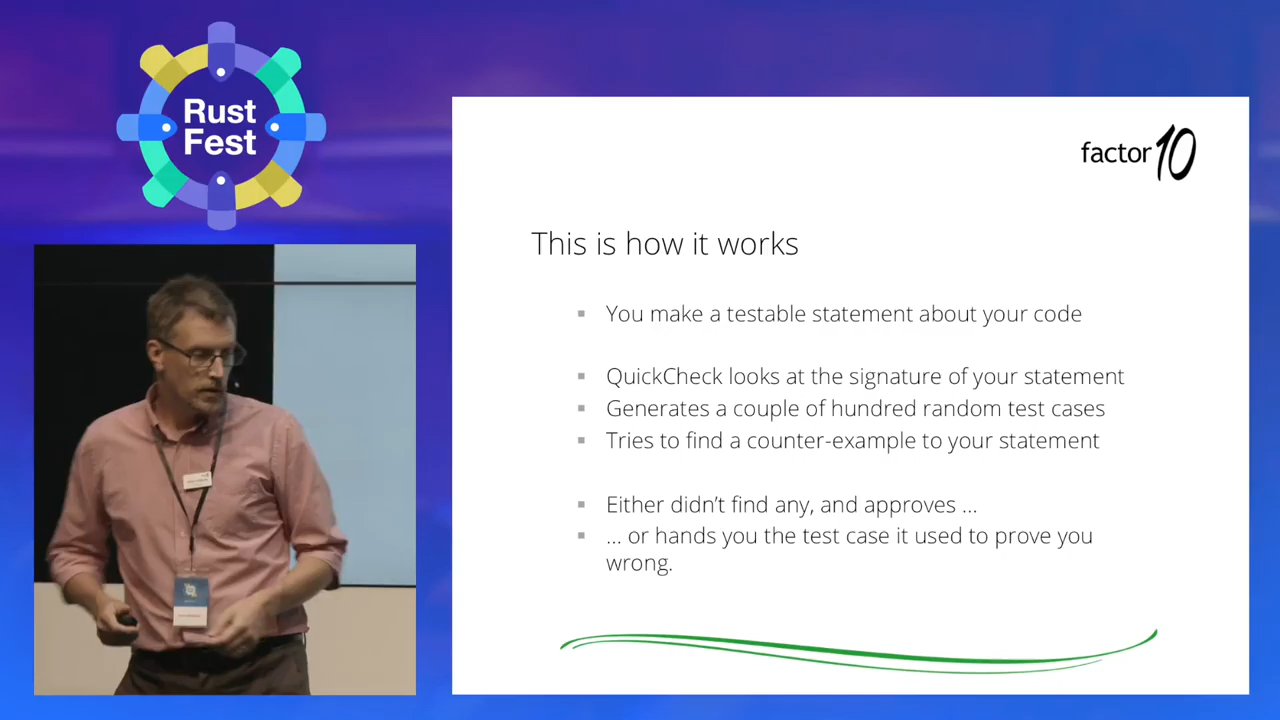 Rust
Fest
factor10
This is how it works
▪ You make a testable statement about your code
▪ QuickCheck looks at the signature of your statement
▪ Generates a couple of hundred random test cases
▪ Tries to find a counter-example to your statement
▪ Either didn't find any, and approves ...
▪ ... or hands you the test case it used to prove you
wrong.